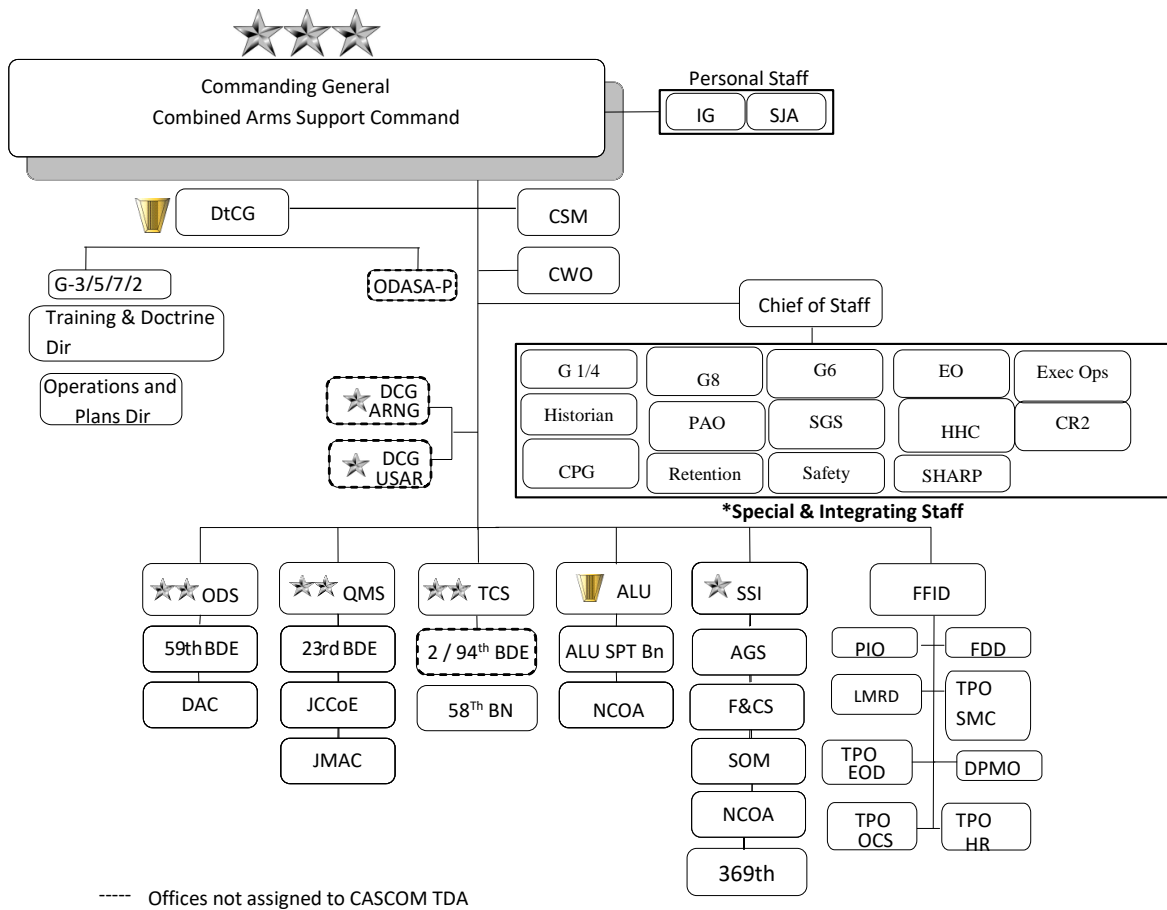 Commanding General
Combined Arms Support Command
Personal Staff
IG
SJA
DtCG
CSM
CWO
G-3/5/7/2
ODASA-P
Training & Doctrine
Dir
Operations and
Plans Dir
Chief of Staff
G 1/4
G8
G6
EO
Exec Ops
Historian
PAO
SGS
HHC
CR2
CPG
Retention
Safety
SHARP
*Special & Integrating Staff
DCG
ARNG
DCG
USAR
ODS
QMS
TCS
ALU
SSI
FFID
59th BDE
23rd BDE
2 / 94th BDE
ALU SPT Bn
AGS
PIO
FDD
DAC
JCCoE
58Th BN
NCOA
F&CS
LMRD
TPO
SMC
JMAC
SOM
TPO
EOD
DPMO
NCOA
TPO
OCS
TPO
HR
369th
----- Offices not assigned to CASCOM TDA